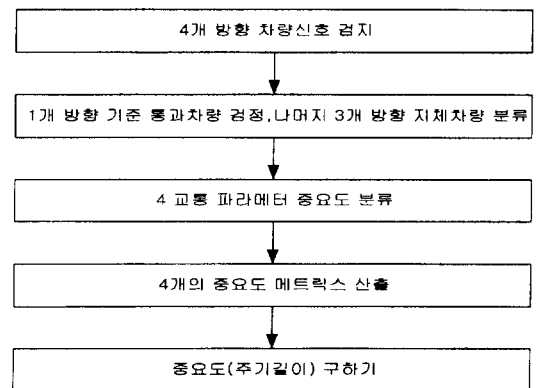 4개 방향 차량신호 검지
1개 방향 기준 통과차량 검정,나머지 3개 방향 지체차량 분류
4 교통 파라메터 중요도 분류
4개의 중요도 메트릭스 산출
중요도(주기길이) 구하기